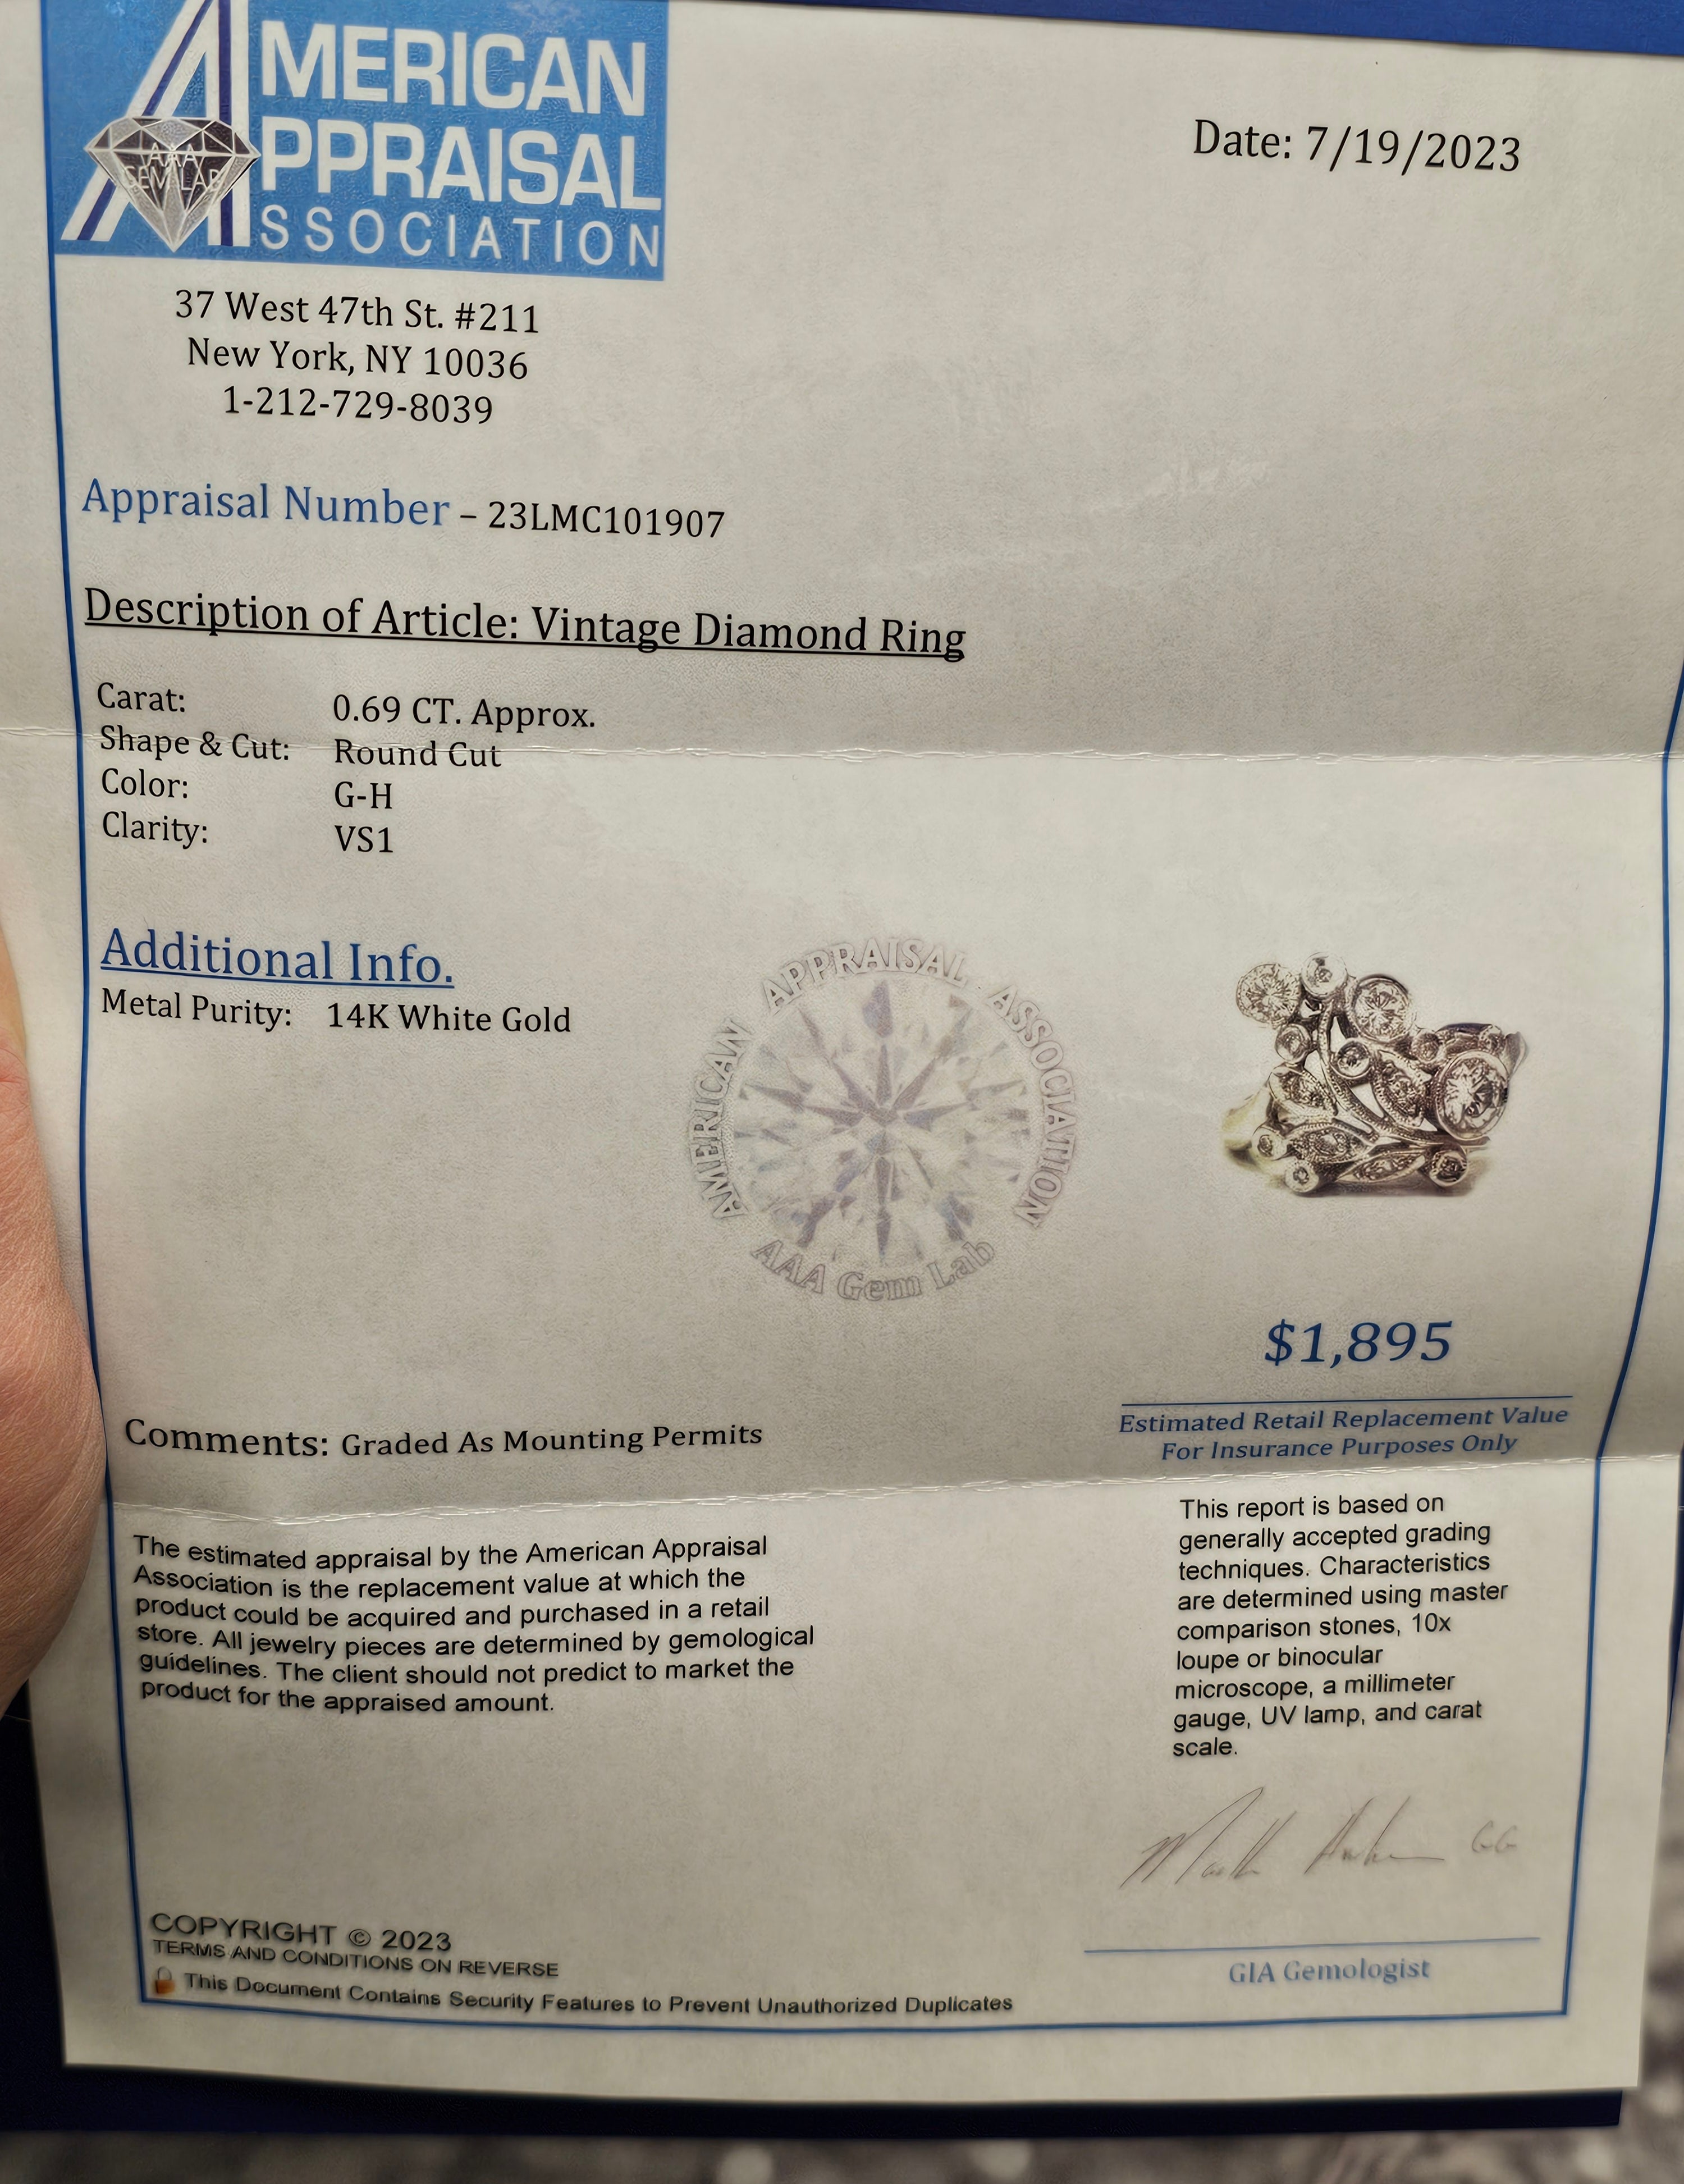 AMERICAN
APPRAISAL
ASSOCIATION
AAA
GEM LAB
37 West 47th St. #211
New York, NY 10036
1-212-729-8039
Date: 7/19/2023
Appraisal Number – 23LMC101907
Description of Article: Vintage Diamond Ring
Carat: 0.69 CT. Approx.
Shape & Cut: Round Cut
Color: G-H
Clarity: VS1
Additional Info.
Metal Purity: 14K White Gold
AMERICAN APPRAISAL ASSOCIATION
AAA Gem Lab
$1,895
Estimated Retail Replacement Value
For Insurance Purposes Only
Comments: Graded As Mounting Permits
The estimated appraisal by the American Appraisal
Association is the replacement value at which the
product could be acquired and purchased in a retail
store. All jewelry pieces are determined by gemological
guidelines. The client should not predict to market the
product for the appraised amount.
This report is based on
generally accepted grading
techniques. Characteristics
are determined using master
comparison stones, 10x
loupe or binocular
microscope, a millimeter
gauge, UV lamp, and carat
scale.
GG
GIA Gemologist
COPYRIGHT © 2023
TERMS AND CONDITIONS ON REVERSE
This Document Contains Security Features to Prevent Unauthorized Duplicates